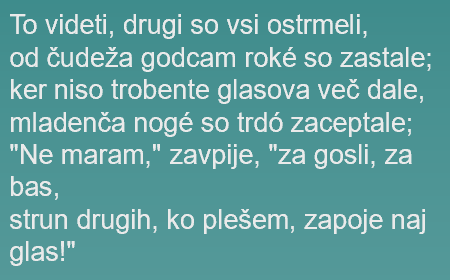 To videti, drugi so vsi ostrmeli,
od čudeža godcam roké so zastale;
ker niso trobente glasova več dale,
mladenča nogé so trdó zaceptale;
"Ne maram," zavpije, "za gosli, za
bas,
strun drugih, ko plešem, zapoje naj
glas!"